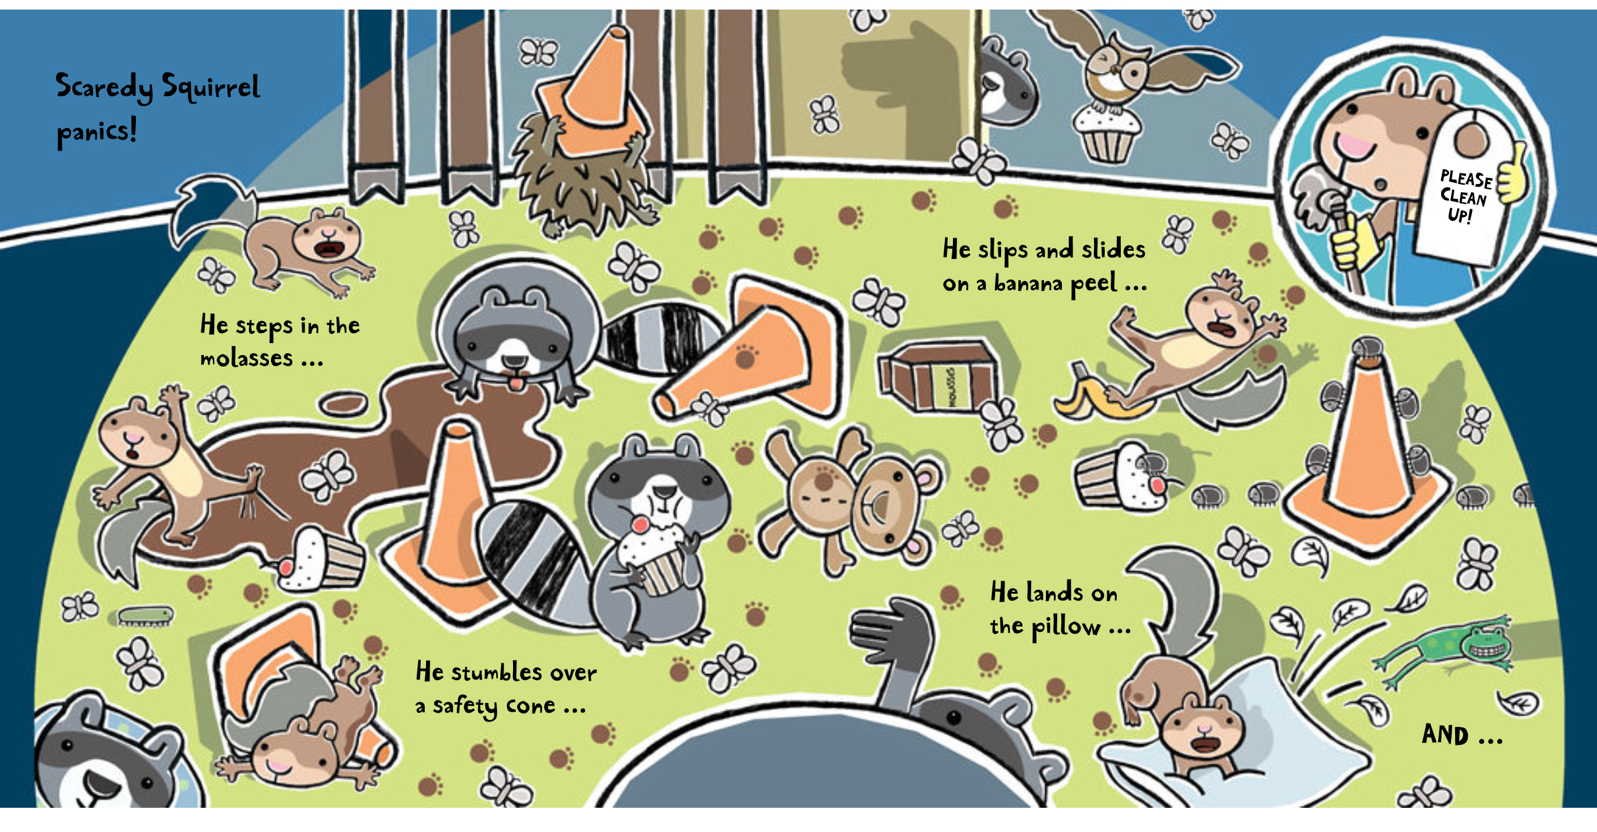 Scaredy Squirrel
panics!
He steps in the
molasses ...
He stumbles over
a safety cone ...
He slips and slides
on a banana peel ...
MOLASSES
He lands on
the pillow ...
AND ...
PLEASE
CLEAN
UP!